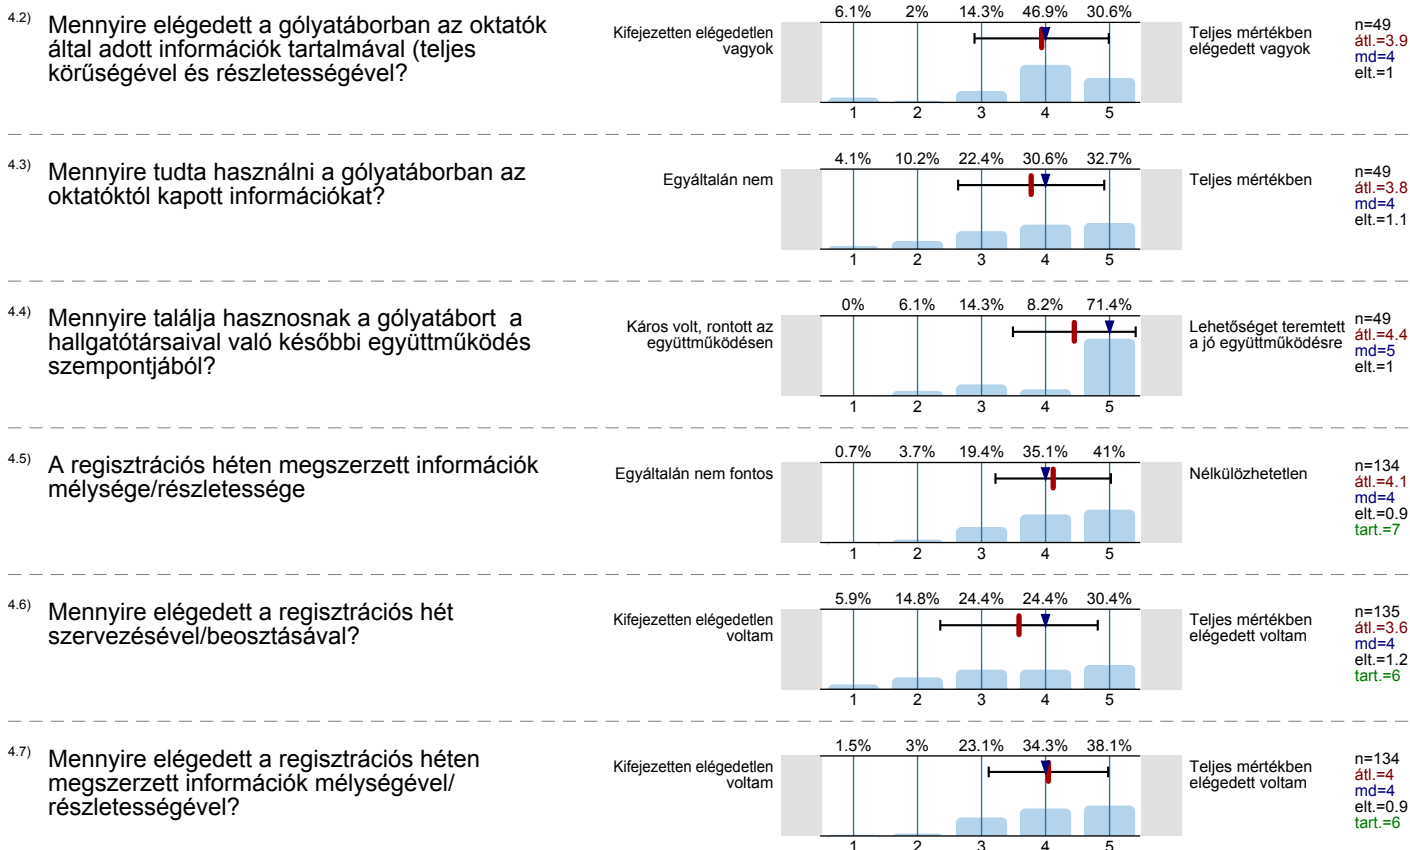 4.2) Mennyire elégedett a gólyatáborban az oktatók
által adott információk tartalmával (teljes
körűségével és részletességével?
Kifejezetten elégedetlen
vagyok
6.1% 2% 14.3% 46.9% 30.6%
1 2 3 4 5
Teljes mértékben
elégedett vagyok
n=49
átl.=3.9
md=4
elt.=1
4.3) Mennyire tudta használni a gólyatáborban az
oktatóktól kapott információkat?
Egyáltalán nem
4.1% 10.2% 22.4% 30.6% 32.7%
1 2 3 4 5
Teljes mértékben
n=49
átl.=3.8
md=4
elt.=1.1
4.4) Mennyire találja hasznosnak a gólyatábort a
hallgatótársaival való későbbi együttműködés
szempontjából?
Káros volt, rontott az
együttműködésen
0% 6.1% 14.3% 8.2% 71.4%
1 2 3 4 5
Lehetőséget teremtett
a jó együttműködésre
n=49
átl.=4.4
md=5
elt.=1
4.5) A regisztrációs héten megszerzett információk
mélysége/részletessége
Egyáltalán nem fontos
0.7% 3.7% 19.4% 35.1% 41%
1 2 3 4 5
Nélkülözhetetlen
n=134
átl.=4.1
md=4
elt.=0.9
tart.=7
4.6) Mennyire elégedett a regisztrációs hét
szervezésével/beosztásával?
Kifejezetten elégedetlen
voltam
5.9% 14.8% 24.4% 24.4% 30.4%
1 2 3 4 5
Teljes mértékben
elégedett voltam
n=135
átl.=3.6
md=4
elt.=1.2
tart.=6
4.7) Mennyire elégedett a regisztrációs héten
megszerzett információk mélységével/
részletességével?
Kifejezetten elégedetlen
voltam
1.5% 3% 23.1% 34.3% 38.1%
1 2 3 4 5
Teljes mértékben
elégedett voltam
n=134
átl.=4
md=4
elt.=0.9
tart.=6